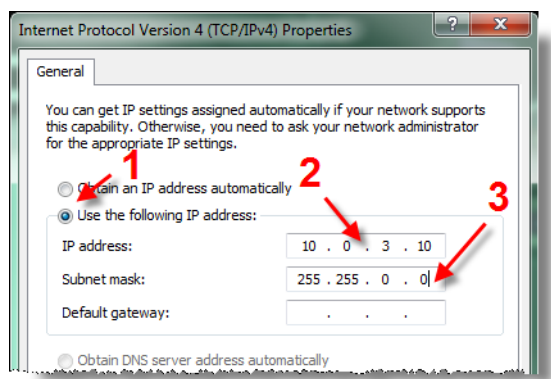 Internet Protocol Version 4 (TCP/IPv4) Properties
?
X
General
You can get IP settings assigned automatically if your network supports
this capability. Otherwise, you need to ask your network administrator
for the appropriate IP settings.
1
Obtain an IP address automatically
2
3
Use the following IP address:
IP address: 10 . 0 . 3 . 10
Subnet mask: 255 . 255 . 0 . 0
Default gateway: . . .
Obtain DNS server address automatically